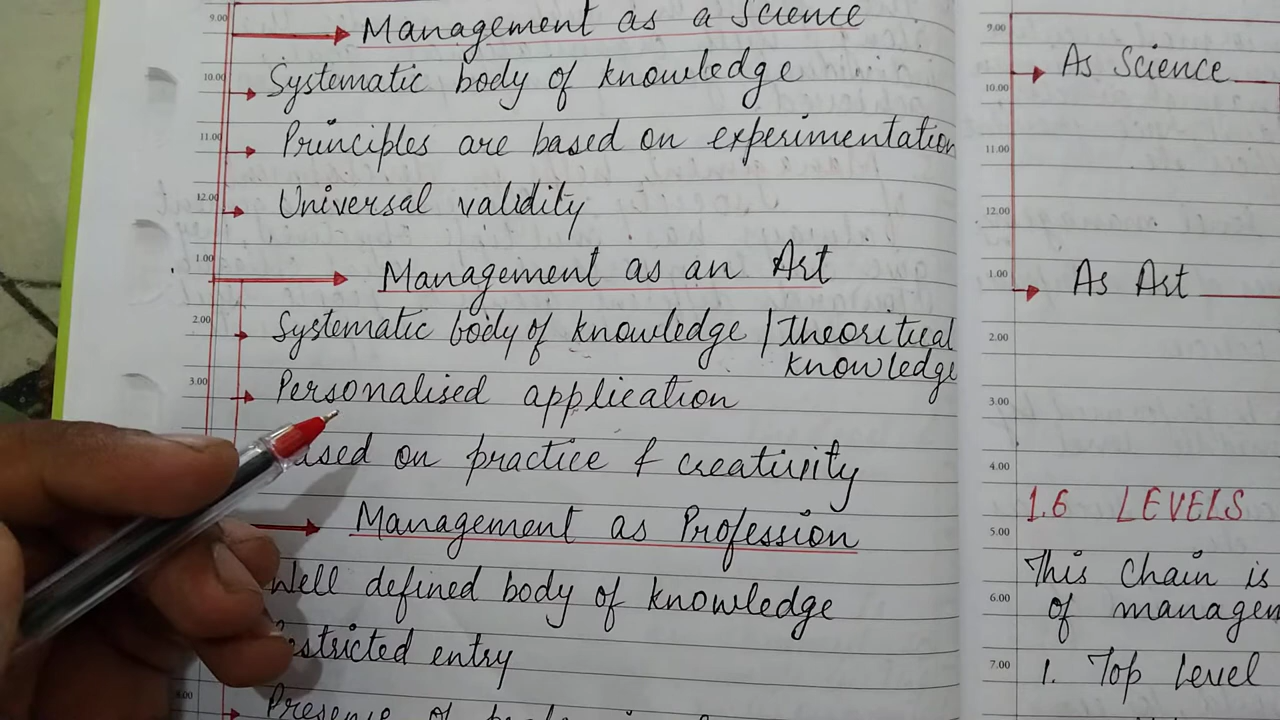 9.00
Management as a Science
10.00
Systematic body of knowledge
11.00
Principles are based on experimentation
12.00
Universal validity
1.00
Management as an Art
2.00
Systematic body of knowledge / Theoritical
knowledge
3.00
Personalised application
on practice & creativity
Management as Profession
Well defined body of knowledge
entry
8.00
Presence of
9.00
As Science
10.00
11.00
12.00
1.00
As Art
2.00
3.00
4.00
1.6 LEVELS
5.00
This chain is
6.00
of
7.00
1. Top Level